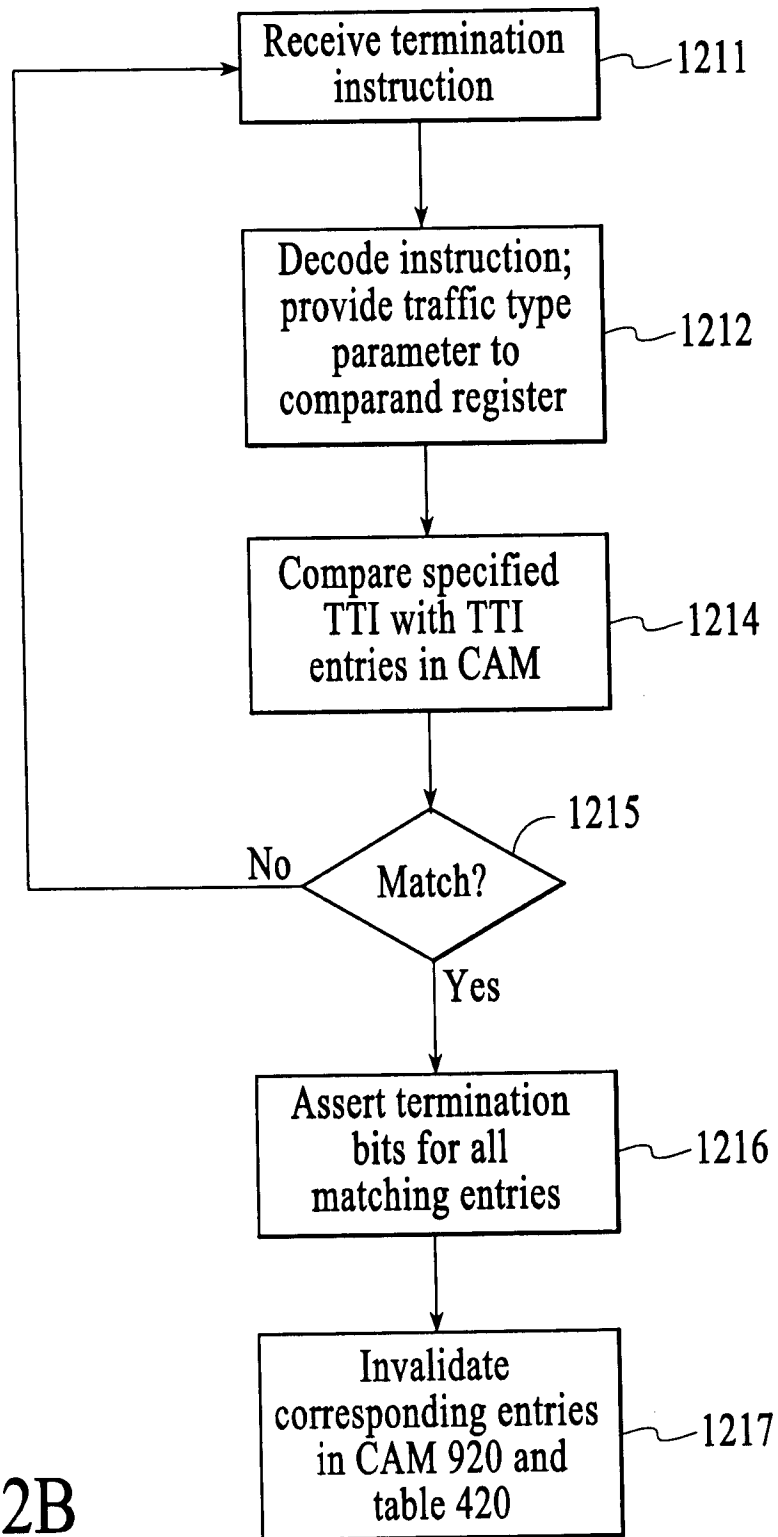 Receive termination
instruction
1211
Decode instruction;
provide traffic type
parameter to
comparand register
1212
Compare specified
TTI with TTI
entries in CAM
1214
1215
Match?
No
Yes
Assert termination
bits for all
matching entries
1216
Invalidate
corresponding entries
in CAM 920 and
table 420
1217
2B